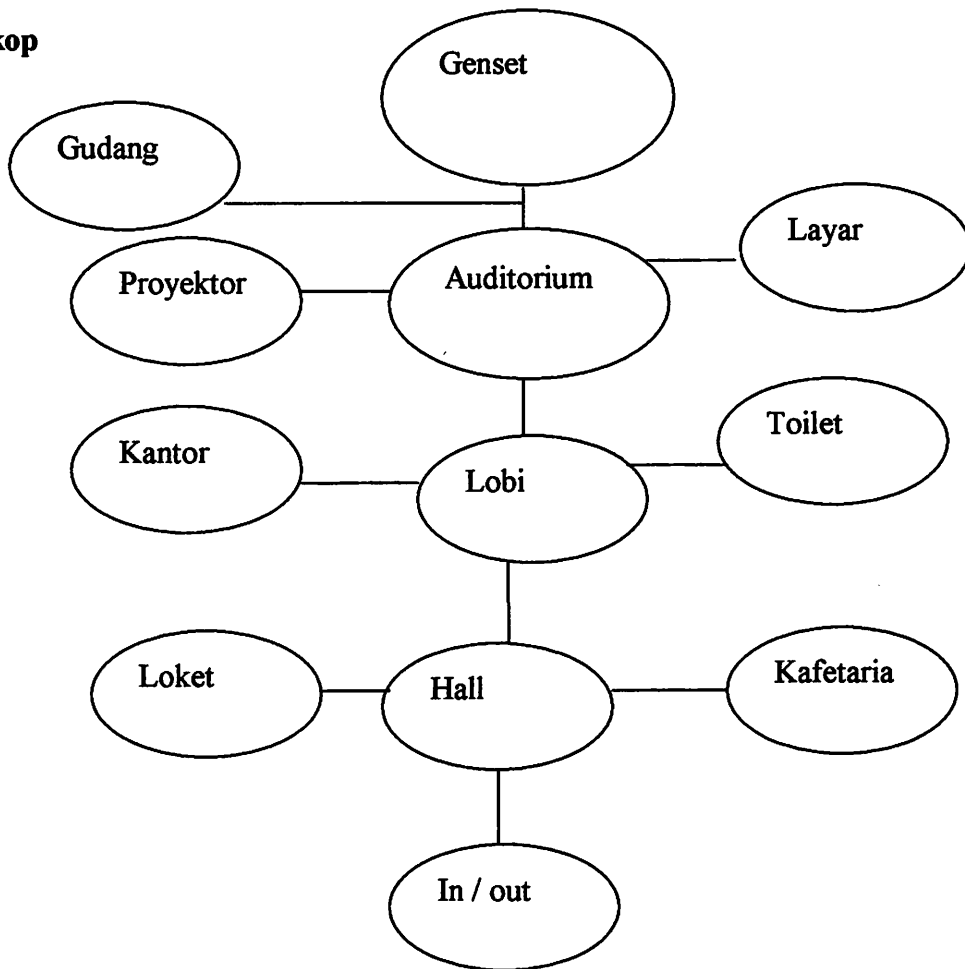 kop
Genset
Gudang
Layar
Proyektor
Auditorium
Kantor
Lobi
Toilet
Loket
Hall
Kafetaria
In / out